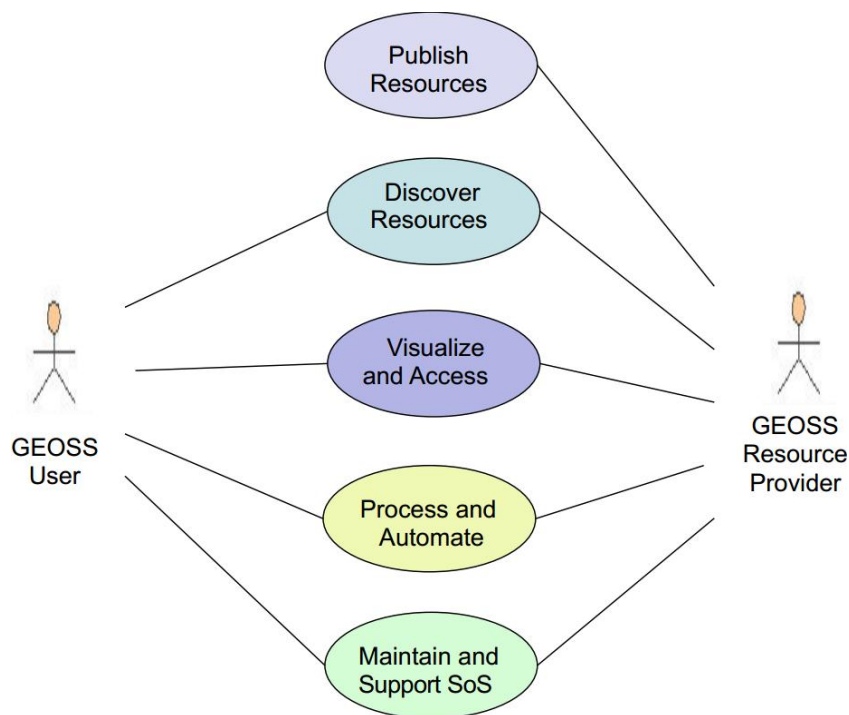 Publish
Resources
Discover
Resources
Visualize
and Access
GEOSS
User
GEOSS
Resource
Provider
Process and
Automate
Maintain and
Support SoS